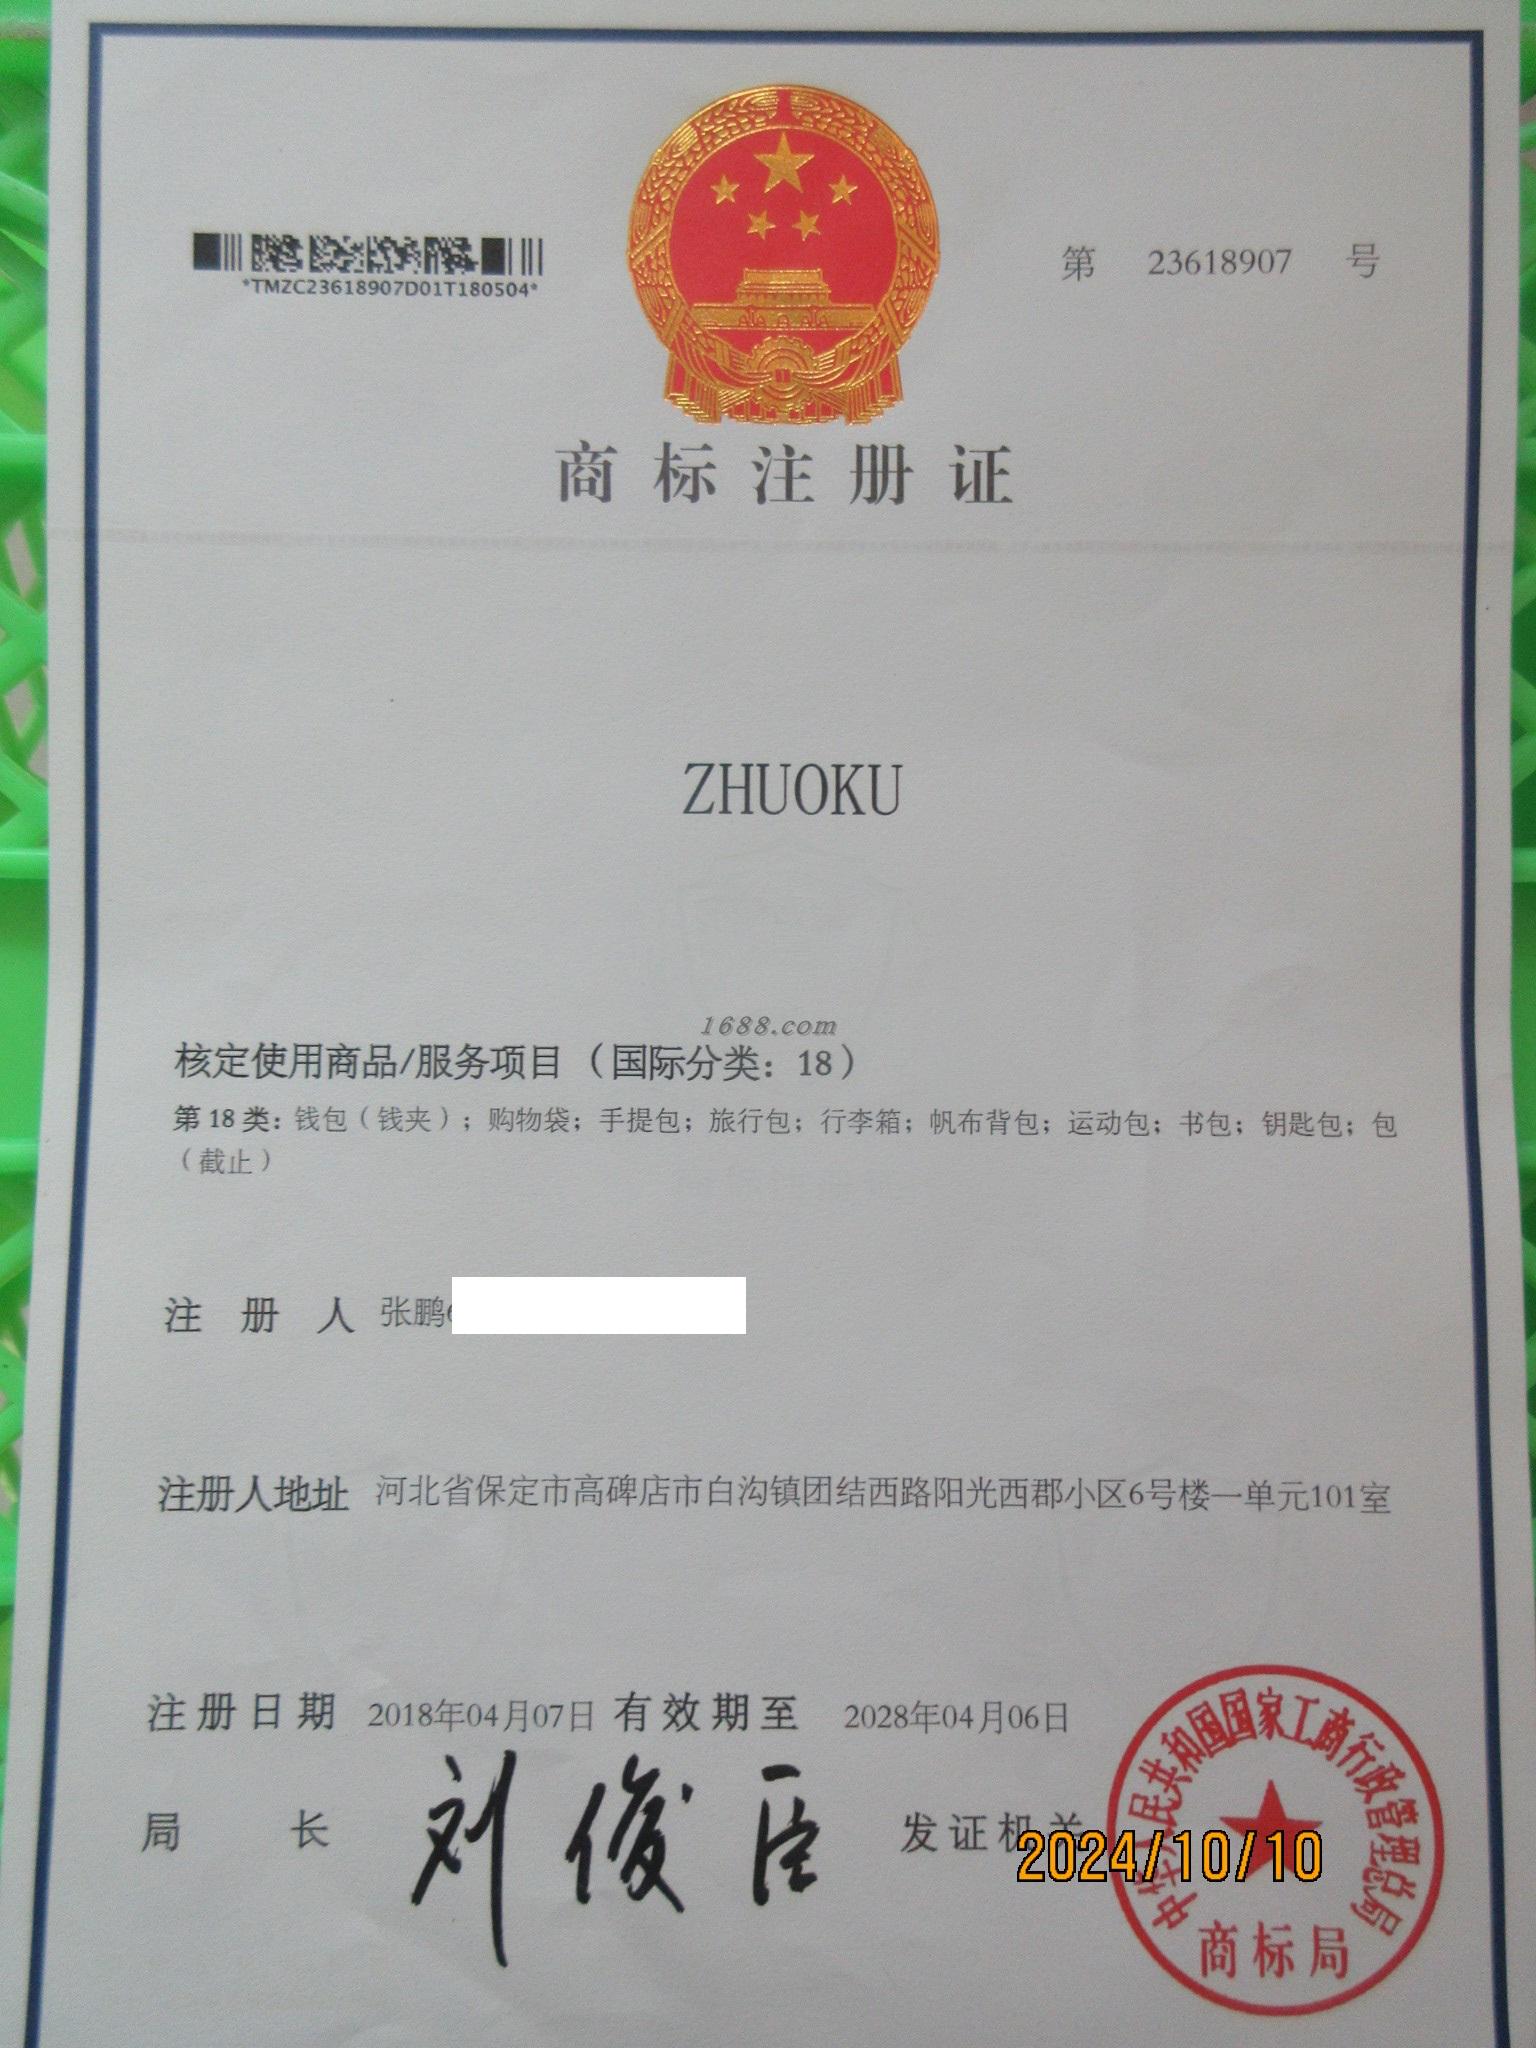 *TMZC23618907D01T180504*
第 23618907 号
商标注册证
ZHUOKU
1688.com
核定使用商品/服务项目（国际分类：18）
第 18 类：钱包（钱夹）；购物袋；手提包；旅行包；行李箱；帆布背包；运动包；书包；钥匙包；包
（截止）
注册人 张鹏
注册人地址 河北省保定市高碑店市白沟镇团结西路阳光西郡小区6号楼一单元101室
注册日期 2018年04月07日 有效期至 2028年04月06日
局长 刘俊臣 发证机关
中华人民共和国国家工商行政管理总局
商标局
2024/10/10